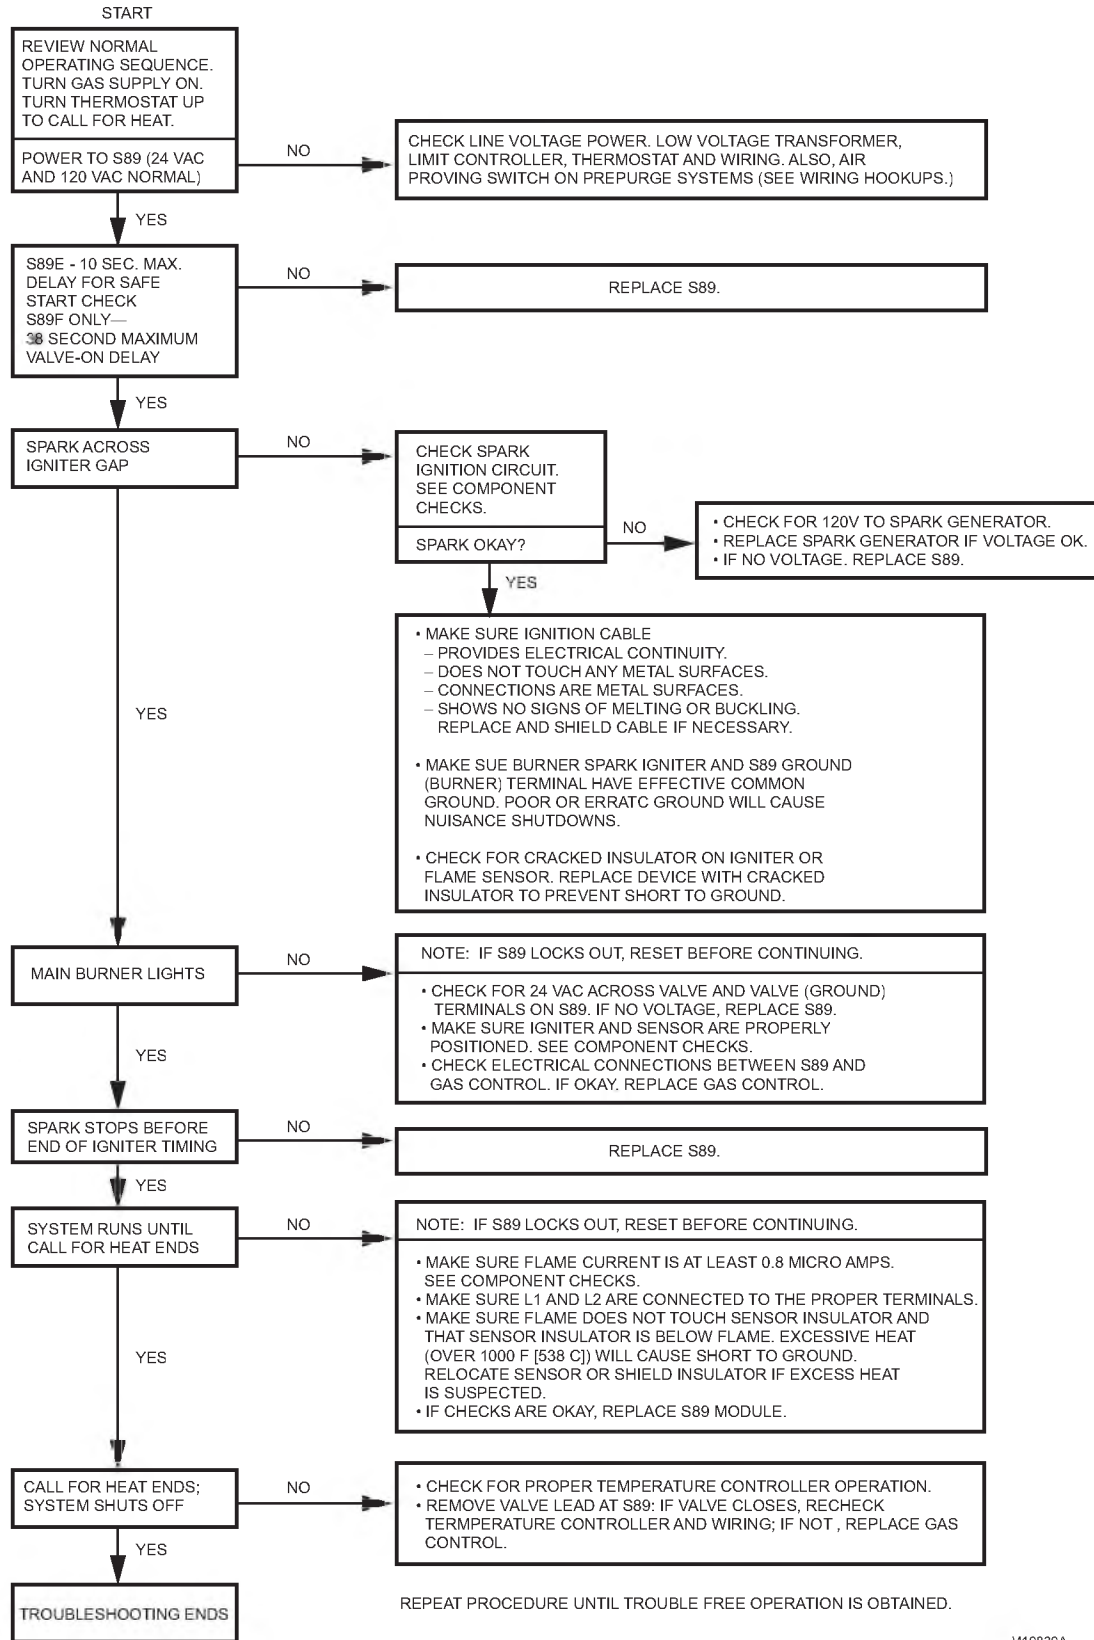 START
REVIEW NORMAL
OPERATING SEQUENCE.
TURN GAS SUPPLY ON.
TURN THERMOSTAT UP
TO CALL FOR HEAT.
POWER TO S89 (24 VAC
AND 120 VAC NORMAL)
NO
CHECK LINE VOLTAGE POWER. LOW VOLTAGE TRANSFORMER,
LIMIT CONTROLLER, THERMOSTAT AND WIRING. ALSO, AIR
PROVING SWITCH ON PREPURGE SYSTEMS (SEE WIRING HOOKUPS.)
YES
S89E - 10 SEC. MAX.
DELAY FOR SAFE
START CHECK
S89F ONLY—
SECOND MAXIMUM
VALVE-ON DELAY
NO
REPLACE S89.
YES
SPARK ACROSS
IGNITER GAP
NO
CHECK SPARK
IGNITION CIRCUIT.
SEE COMPONENT
CHECKS.
SPARK OKAY?
NO
• CHECK FOR 120V TO SPARK GENERATOR.
• REPLACE SPARK GENERATOR IF VOLTAGE OK.
• IF NO VOLTAGE. REPLACE S89.
YES
• MAKE SURE IGNITION CABLE
– PROVIDES ELECTRICAL CONTINUITY.
– DOES NOT TOUCH ANY METAL SURFACES.
– CONNECTIONS ARE METAL SURFACES.
– SHOWS NO SIGNS OF MELTING OR BUCKLING.
REPLACE AND SHIELD CABLE IF NECESSARY.
• MAKE SUE BURNER SPARK IGNITER AND S89 GROUND
(BURNER) TERMINAL HAVE EFFECTIVE COMMON
GROUND. POOR OR ERRATC GROUND WILL CAUSE
NUISANCE SHUTDOWNS.
• CHECK FOR CRACKED INSULATOR ON IGNITER OR
FLAME SENSOR. REPLACE DEVICE WITH CRACKED
INSULATOR TO PREVENT SHORT TO GROUND.
YES
MAIN BURNER LIGHTS
NO
NOTE: IF S89 LOCKS OUT, RESET BEFORE CONTINUING.
• CHECK FOR 24 VAC ACROSS VALVE AND VALVE (GROUND)
TERMINALS ON S89. IF NO VOLTAGE, REPLACE S89.
• MAKE SURE IGNITER AND SENSOR ARE PROPERLY
POSITIONED. SEE COMPONENT CHECKS.
• CHECK ELECTRICAL CONNECTIONS BETWEEN S89 AND
GAS CONTROL. IF OKAY. REPLACE GAS CONTROL.
YES
SPARK STOPS BEFORE
END OF IGNITER TIMING
NO
REPLACE S89.
YES
SYSTEM RUNS UNTIL
CALL FOR HEAT ENDS
NO
NOTE: IF S89 LOCKS OUT, RESET BEFORE CONTINUING.
• MAKE SURE FLAME CURRENT IS AT LEAST 0.8 MICRO AMPS.
SEE COMPONENT CHECKS.
• MAKE SURE L1 AND L2 ARE CONNECTED TO THE PROPER TERMINALS.
• MAKE SURE FLAME DOES NOT TOUCH SENSOR INSULATOR AND
THAT SENSOR INSULATOR IS BELOW FLAME. EXCESSIVE HEAT
(OVER 1000 F [538 C]) WILL CAUSE SHORT TO GROUND.
RELOCATE SENSOR OR SHIELD INSULATOR IF EXCESS HEAT
IS SUSPECTED.
• IF CHECKS ARE OKAY, REPLACE S89 MODULE.
YES
CALL FOR HEAT ENDS;
SYSTEM SHUTS OFF
NO
• CHECK FOR PROPER TEMPERATURE CONTROLLER OPERATION.
• REMOVE VALVE LEAD AT S89: IF VALVE CLOSES, RECHECK
TERMPERATURE CONTROLLER AND WIRING; IF NOT , REPLACE GAS
CONTROL.
YES
TROUBLESHOOTING ENDS
REPEAT PROCEDURE UNTIL TROUBLE FREE OPERATION IS OBTAINED.